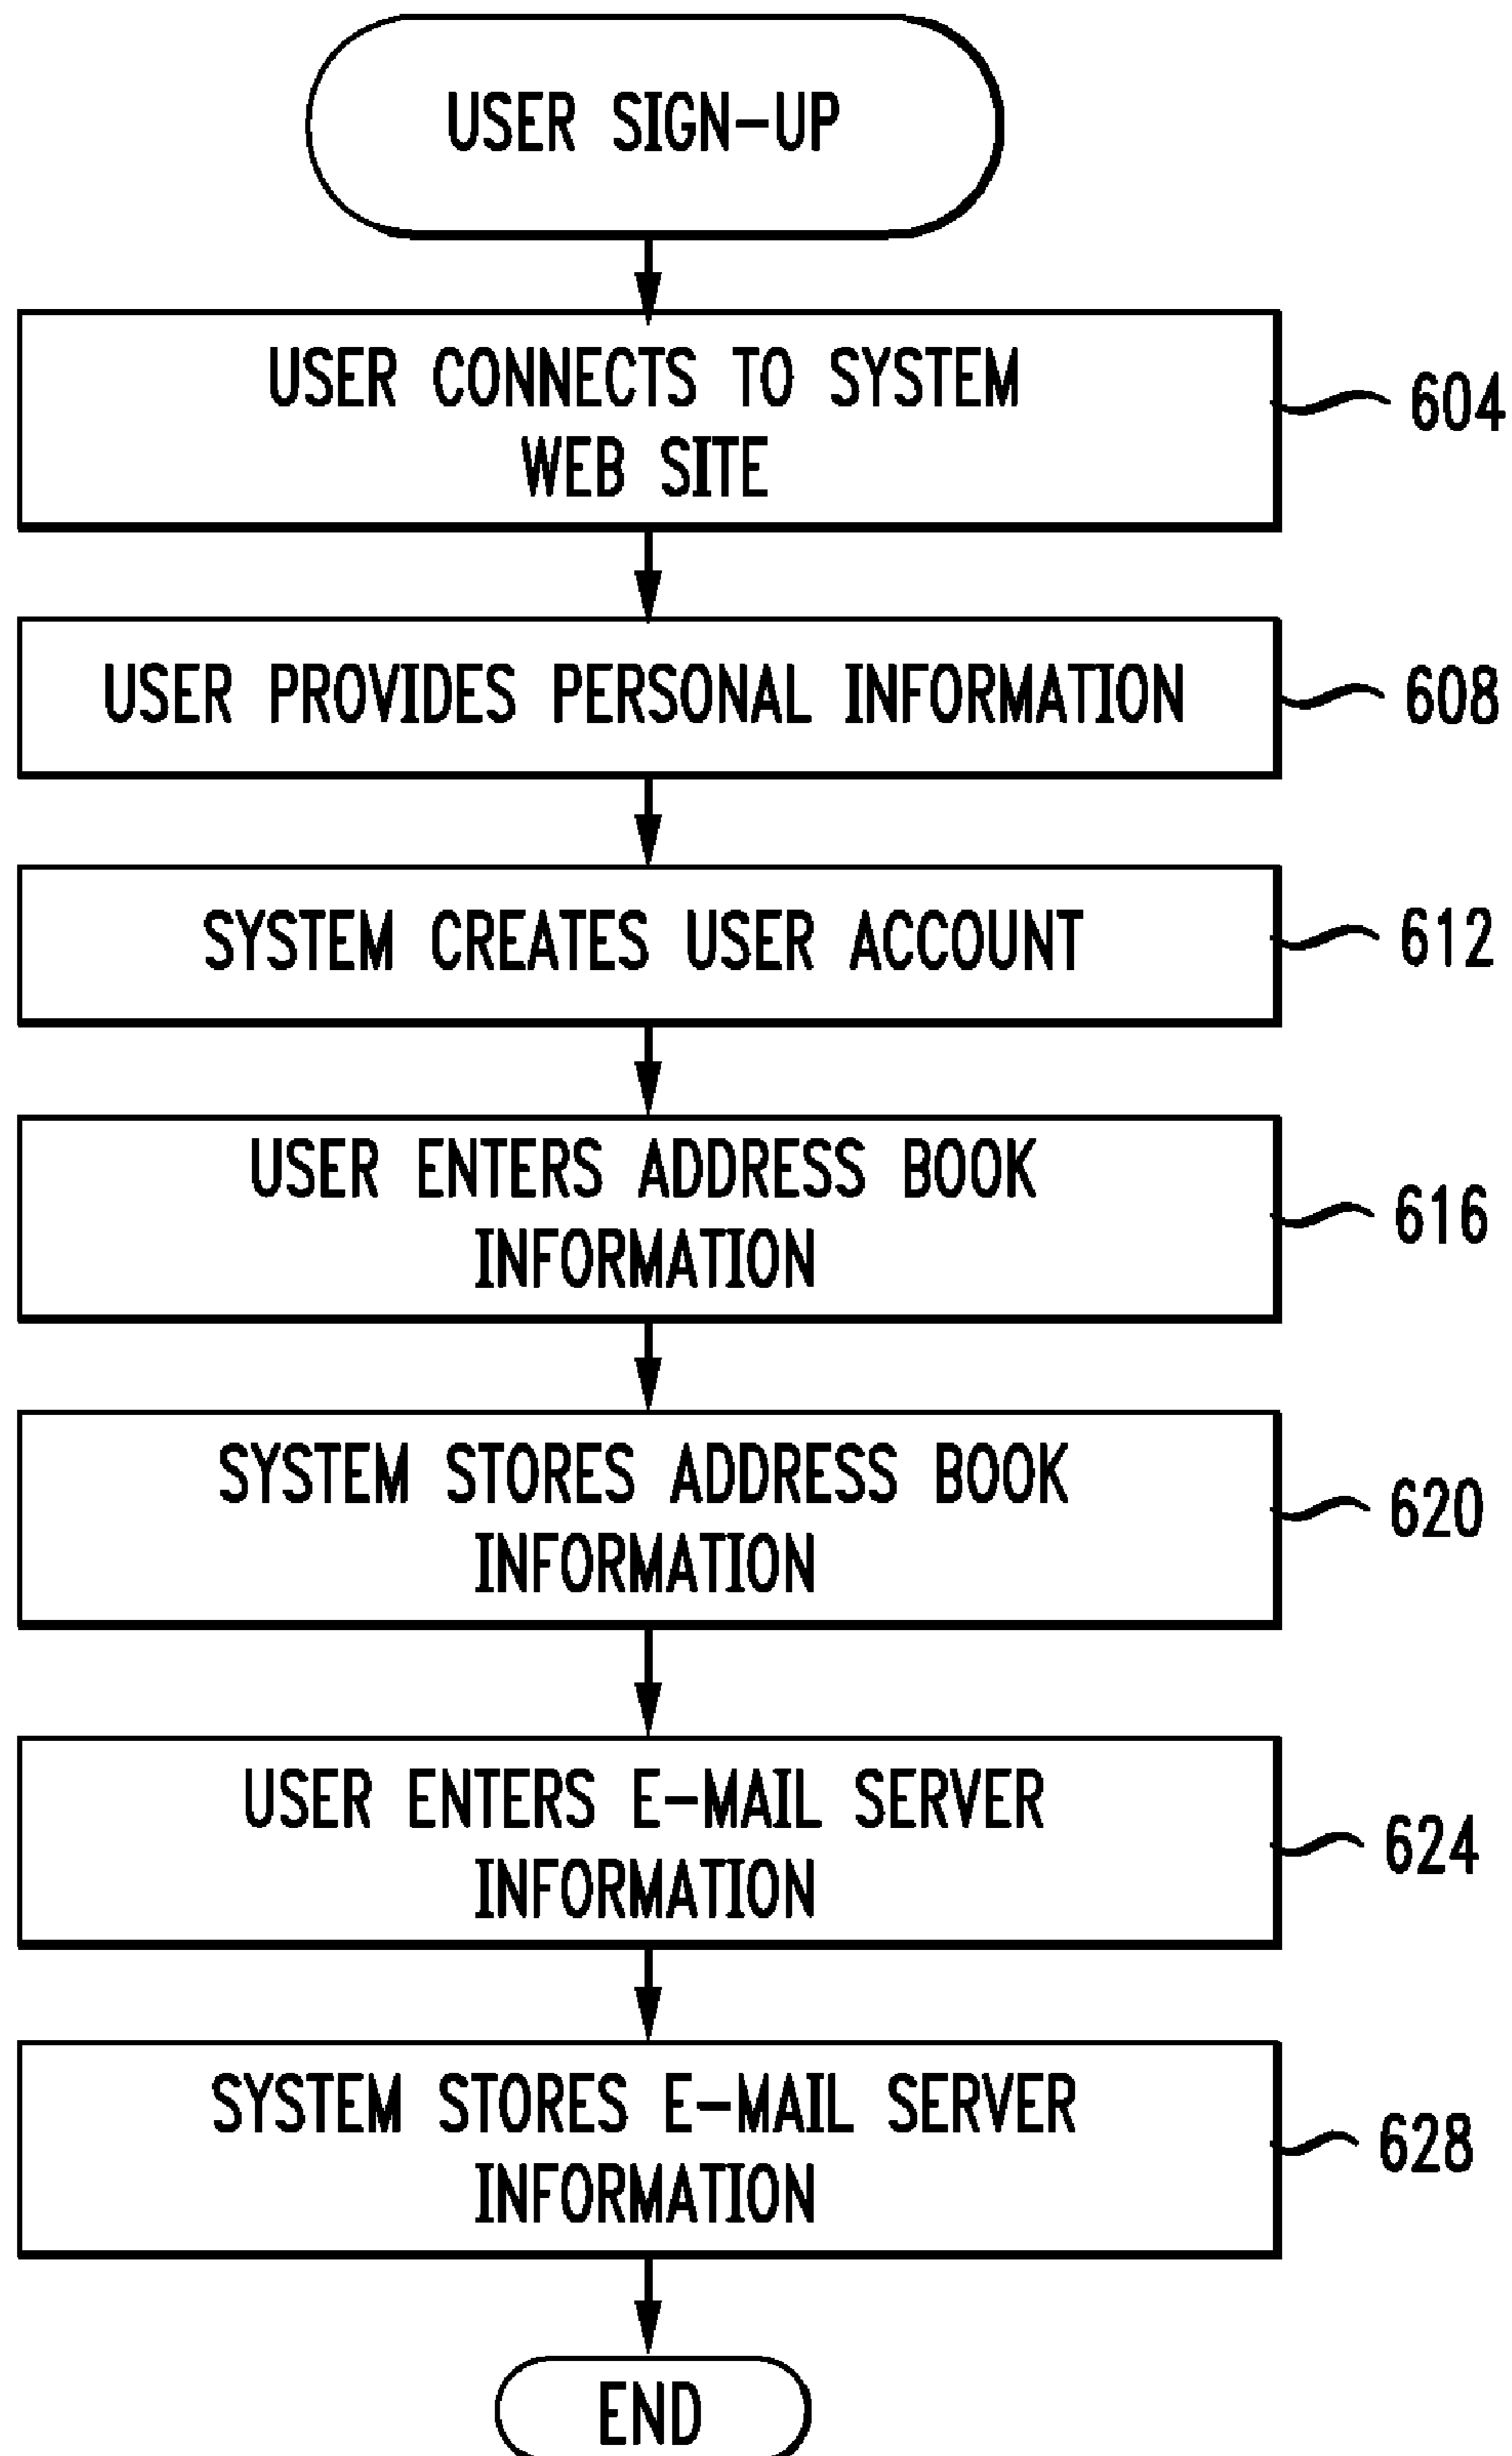 USER SIGN-UP
USER CONNECTS TO SYSTEM
WEB SITE
604
USER PROVIDES PERSONAL INFORMATION
608
SYSTEM CREATES USER ACCOUNT
612
USER ENTERS ADDRESS BOOK
INFORMATION
616
SYSTEM STORES ADDRESS BOOK
INFORMATION
620
USER ENTERS E-MAIL SERVER
INFORMATION
624
SYSTEM STORES E-MAIL SERVER
INFORMATION
628
END